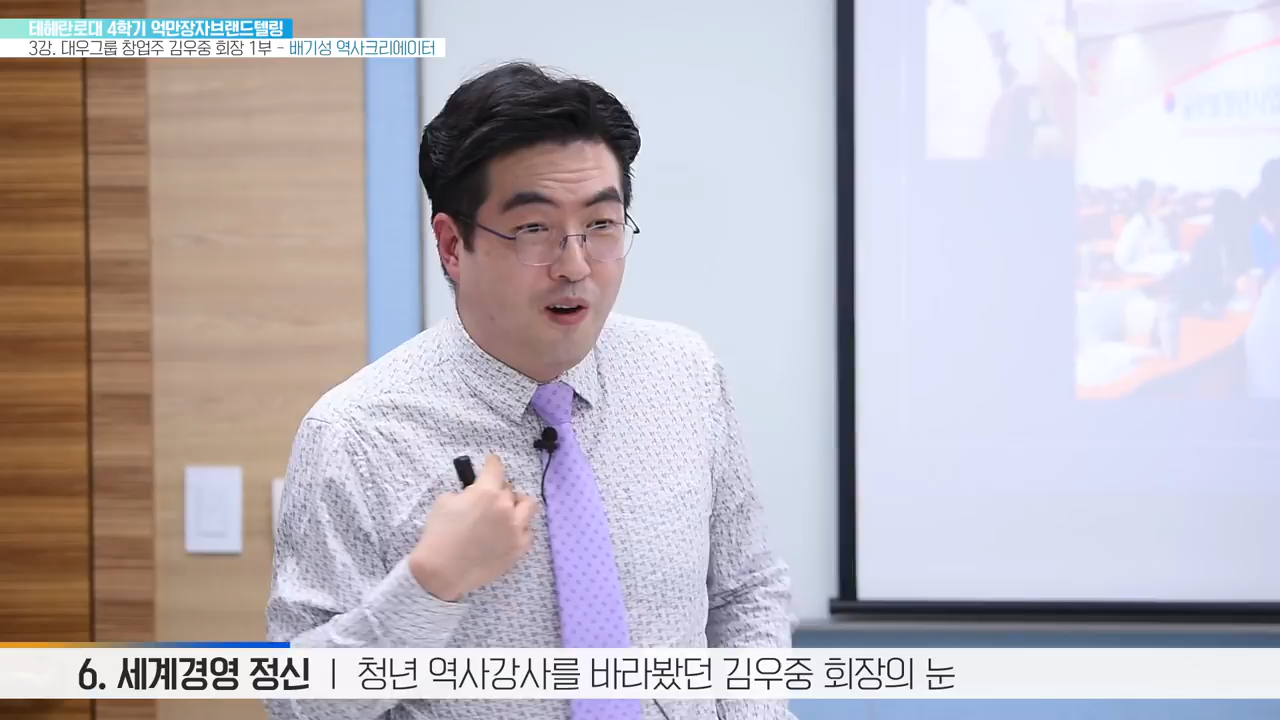 테헤란로대 4학기 억만장자브랜드텔링
3강. 대우그룹 창업주 김우중 회장 1부 - 배기성 역사크리에이터
6. 세계경영 정신 | 청년 역사강사를 바라봤던 김우중 회장의 눈